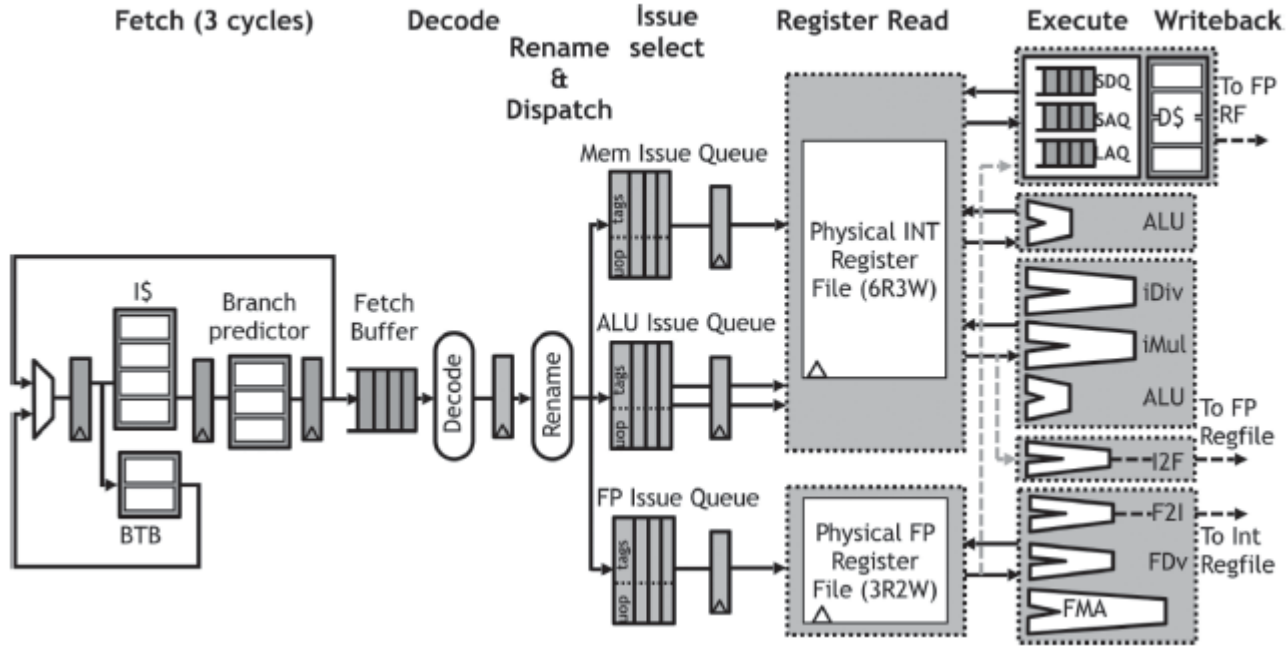 Fetch (3 cycles)
Decode
Rename
&
Dispatch
Issue
select
Register Read
Execute
Writeback
I$
Branch
predictor
BTB
Fetch
Buffer
Decode
Rename
Mem Issue Queue
tags
uop
ALU Issue Queue
tags
uop
FP Issue Queue
tags
uop
Physical INT
Register
File (6R3W)
Physical FP
Register
File (3R2W)
SDQ
SAQ
LAQ
D$
To FP
RF
ALU
iDiv
iMul
ALU
To FP
Regfile
I2F
F2I
To Int
Regfile
FDv
FMA